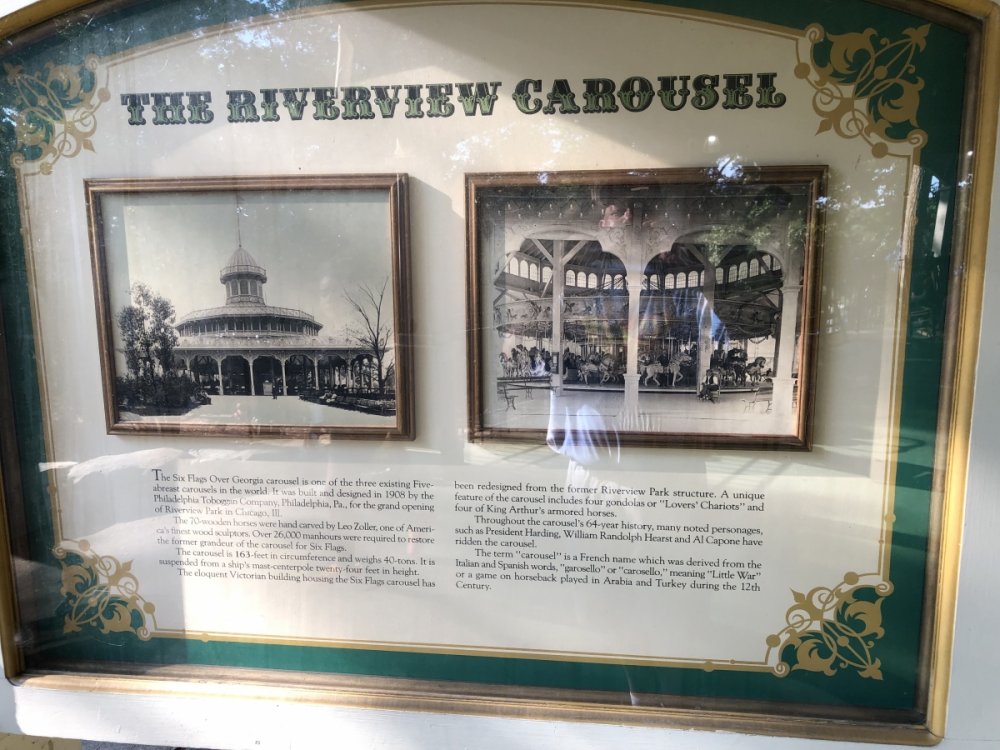 THE RIVERVIEW CAROUSEL
The Six Flags Over Georgia carousel is one of the three existing Five-
abreast carousels in the world. It was built and designed in 1908 by the
Philadelphia Toboggan Company, Philadelphia, Pa., for the grand opening
of Riverview Park in Chicago, Ill.
The 70-wooden horses were hand carved by Leo Zoller, one of Ameri-
ca's finest wood sculptors. Over 26,000 manhours were required to restore
the former grandeur of the carousel for Six Flags.
The carousel is 163-feet in circumference and weighs 40-tons. It is
suspended from a ship's mast-centerpole twenty-four feet in height.
The eloquent Victorian building housing the Six Flags carousel has
been redesigned from the former Riverview Park structure. A unique
feature of the carousel includes four gondolas or "Lovers' Chariots" and
four of King Arthur's armored horses.
Throughout the carousel's 64-year history, many noted personages,
such as President Harding, William Randolph Hearst and Al Capone have
ridden the carousel.
The term "carousel" is a French name which was derived from the
Italian and Spanish words, "garosello" or "carosello," meaning "Little War"
or a game on horseback played in Arabia and Turkey during the 12th
Century.